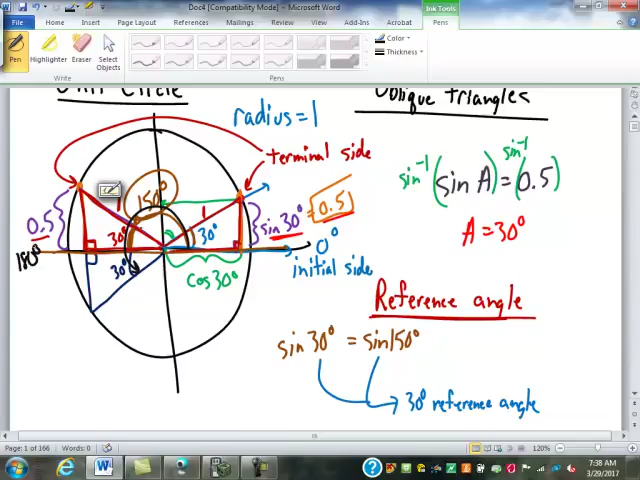 Doc4 [Compatibility Mode] - Microsoft Word
Ink Tools
File
Home
Insert
Page Layout
References
Mailings
Review
View
Add-Ins
Acrobat
Pens
Pen
Highlighter
Eraser
Select Objects
Color
Thickness
Write
Pens
Unit Circle
Oblique Triangles
radius = 1
terminal side
sin⁻¹(sin A) = sin⁻¹(0.5)
A = 30°
150°
1
1
0.5
30°
30°
sin 30° = 0.5
180°
30°
0°
initial side
cos 30°
Reference angle
sin 30° = sin 150°
30° reference angle
Page: 1 of 166
Words: 0
120%
7:38 AM
3/29/2017